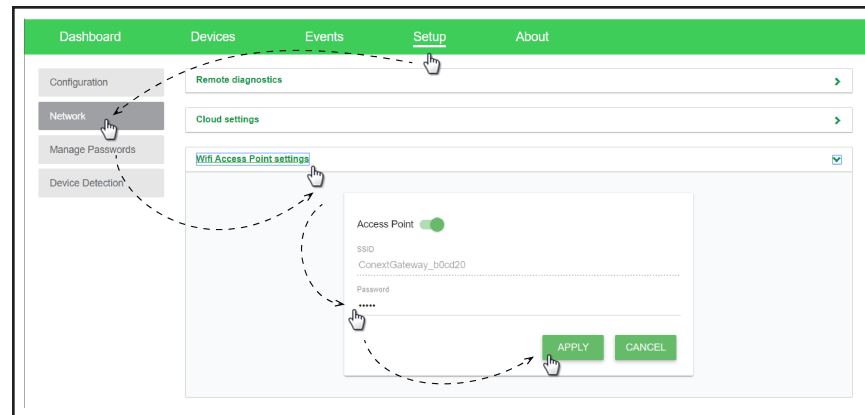 Dashboard Devices Events Setup About
Configuration
Network
Manage Passwords
Device Detection
Remote diagnostics
Cloud settings
Wifi Access Point settings
Access Point
SSID
ConextGateway_b0cd20
Password
•••••
APPLY CANCEL